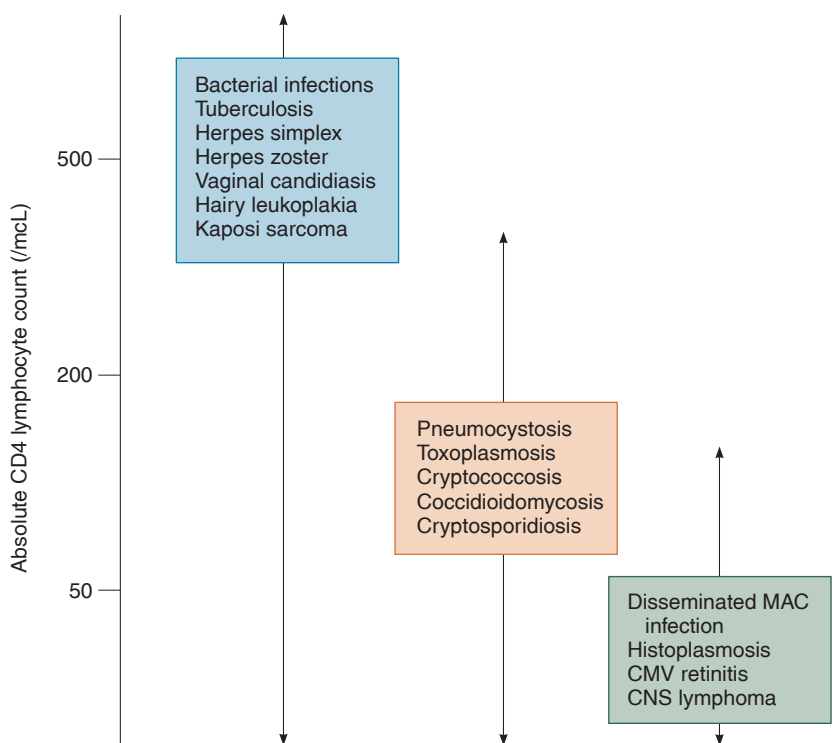 Absolute CD4 lymphocyte count (/mcL)
500
200
50
Bacterial infections
Tuberculosis
Herpes simplex
Herpes zoster
Vaginal candidiasis
Hairy leukoplakia
Kaposi sarcoma
Pneumocystosis
Toxoplasmosis
Cryptococcosis
Coccidioidomycosis
Cryptosporidiosis
Disseminated MAC
infection
Histoplasmosis
CMV retinitis
CNS lymphoma